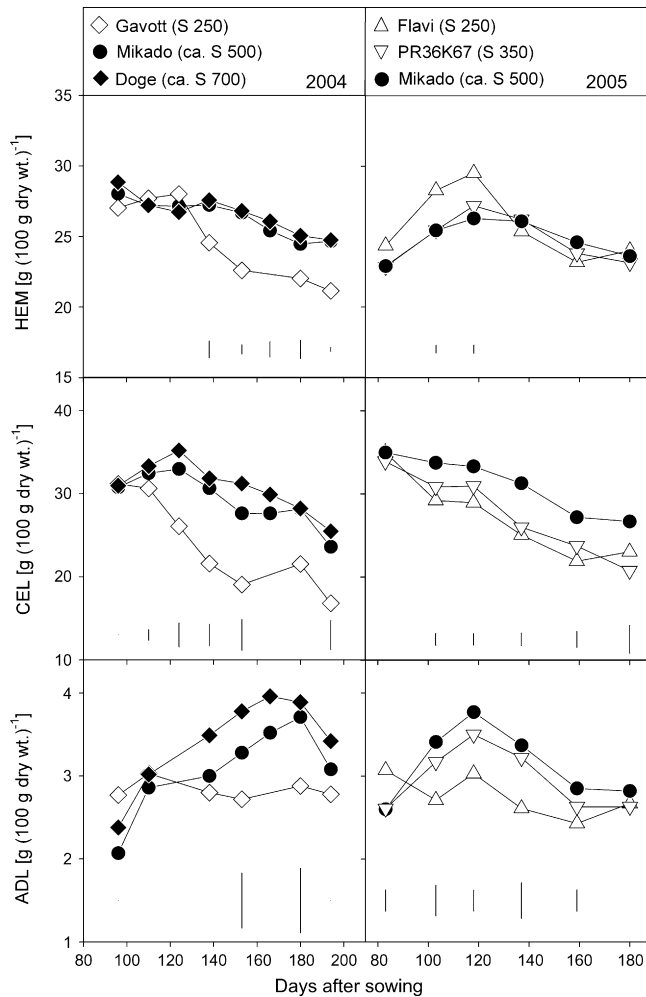 Gavott (S 250)
Mikado (ca. S 500)
Doge (ca. S 700)
2004
Flavi (S 250)
PR36K67 (S 350)
Mikado (ca. S 500)
2005
HEM [g (100 g dry wt.)⁻¹]
35
30
25
20
15
CEL [g (100 g dry wt.)⁻¹]
40
30
20
10
ADL [g (100 g dry wt.)⁻¹]
4
3
2
1
80 100 120 140 160 180 200
80 100 120 140 160 180
Days after sowing